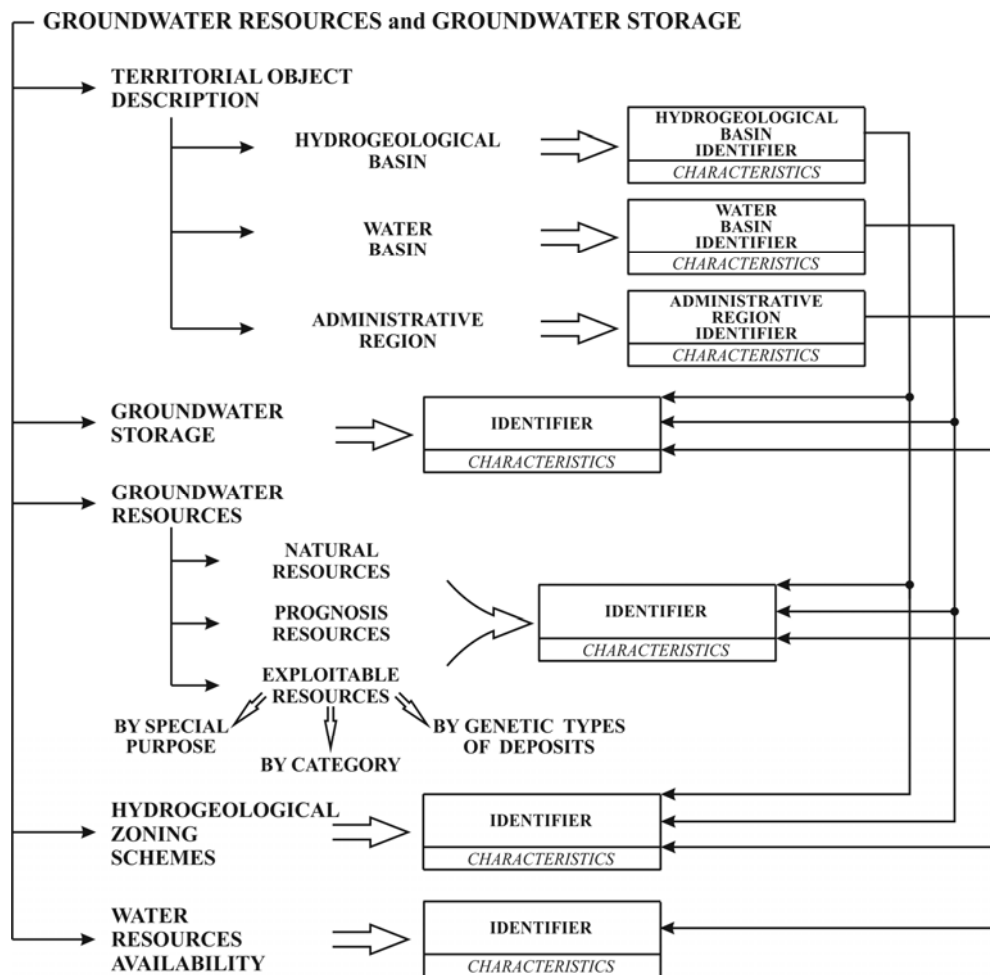 GROUNDWATER RESOURCES and GROUNDWATER STORAGE
TERRITORIAL OBJECT
DESCRIPTION
HYDROGEOLOGICAL
BASIN
HYDROGEOLOGICAL
BASIN
IDENTIFIER
CHARACTERISTICS
WATER
BASIN
WATER
BASIN
IDENTIFIER
CHARACTERISTICS
ADMINISTRATIVE
REGION
ADMINISTRATIVE
REGION
IDENTIFIER
CHARACTERISTICS
GROUNDWATER
STORAGE
IDENTIFIER
CHARACTERISTICS
GROUNDWATER
RESOURCES
NATURAL
RESOURCES
PROGNOSIS
RESOURCES
EXPLOITABLE
RESOURCES
IDENTIFIER
CHARACTERISTICS
BY SPECIAL
PURPOSE
BY CATEGORY
BY GENETIC TYPES
OF DEPOSITS
HYDROGEOLOGICAL
ZONING
SCHEMES
IDENTIFIER
CHARACTERISTICS
WATER
RESOURCES
AVAILABILITY
IDENTIFIER
CHARACTERISTICS